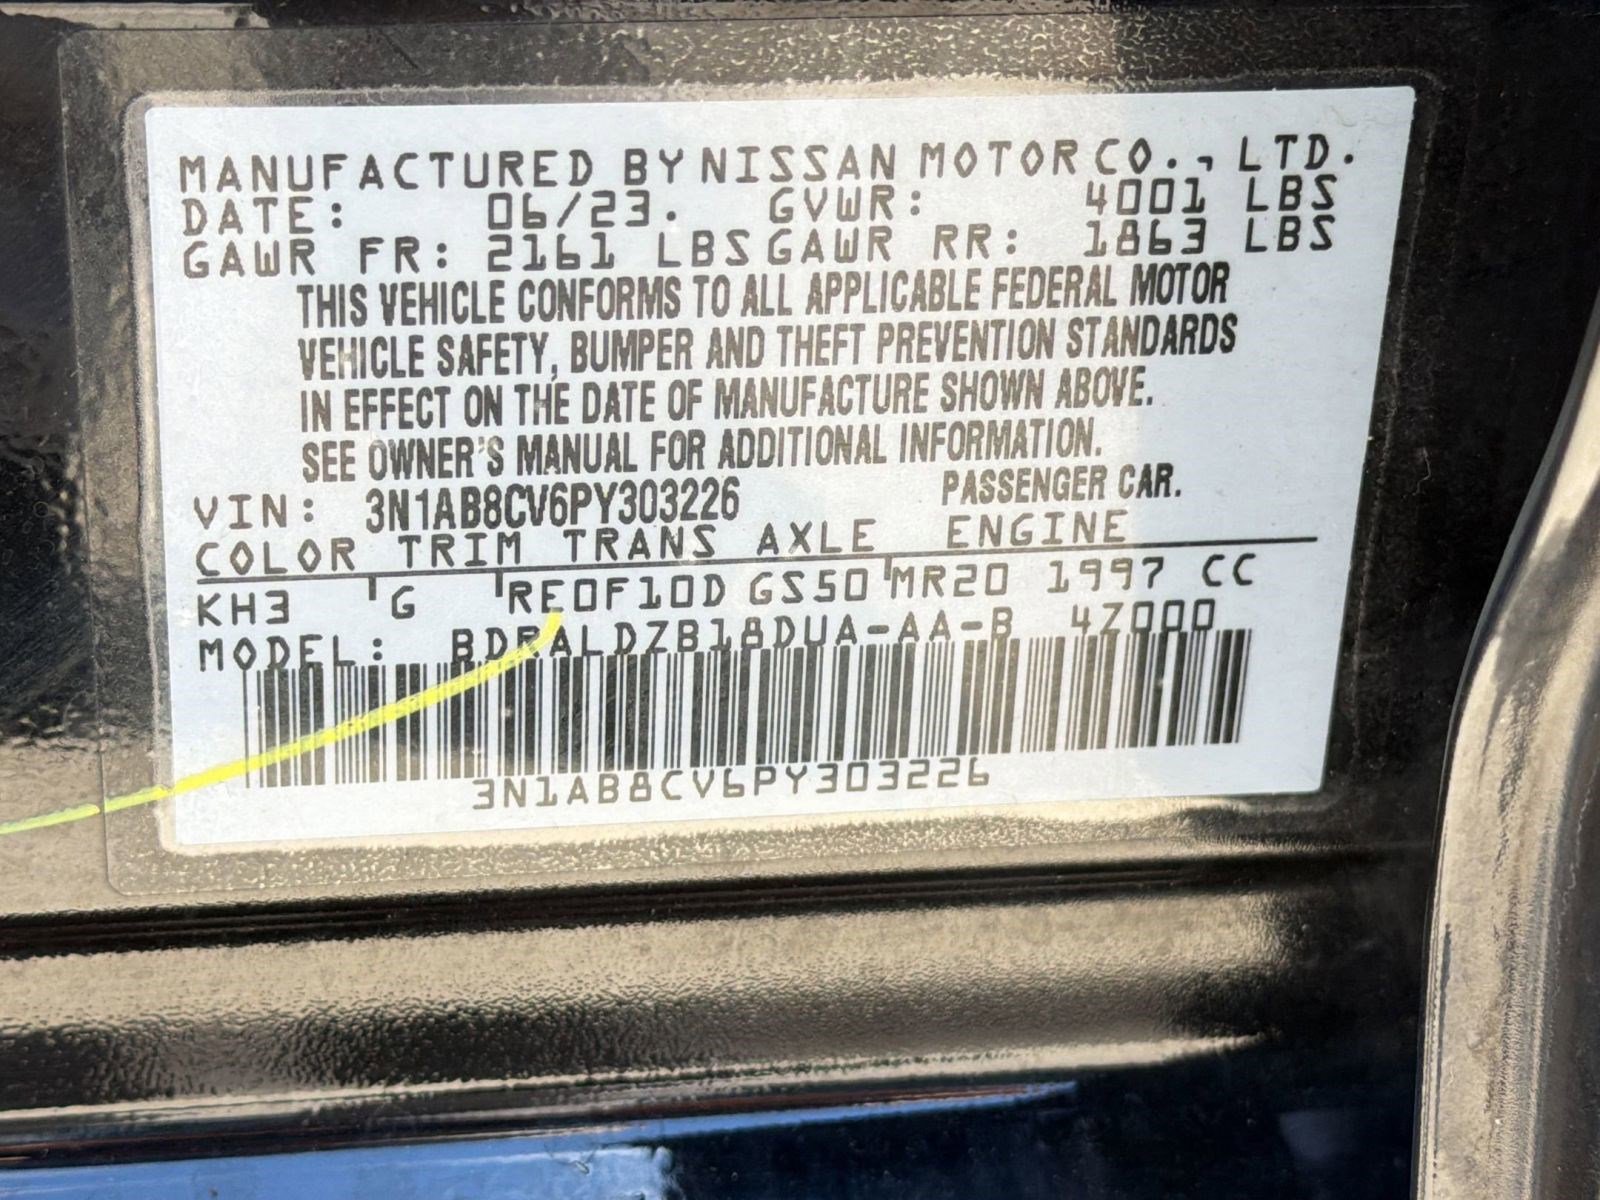 MANUFACTURED BY NISSAN MOTOR CO., LTD.
DATE: 06/23. GVWR: 4001 LBS
GAWR FR: 2161 LBS GAWR RR: 1863 LBS
THIS VEHICLE CONFORMS TO ALL APPLICABLE FEDERAL MOTOR
VEHICLE SAFETY, BUMPER AND THEFT PREVENTION STANDARDS
IN EFFECT ON THE DATE OF MANUFACTURE SHOWN ABOVE.
SEE OWNER'S MANUAL FOR ADDITIONAL INFORMATION.
VIN: 3N1AB8CV6PY303226 PASSENGER CAR.
COLOR TRIM TRANS AXLE ENGINE
KH3 G RE0F10D GS50 MR20 1997 CC
MODEL: BDRALDZB18DUA-AA-B 4Z000
3N1AB8CV6PY303226